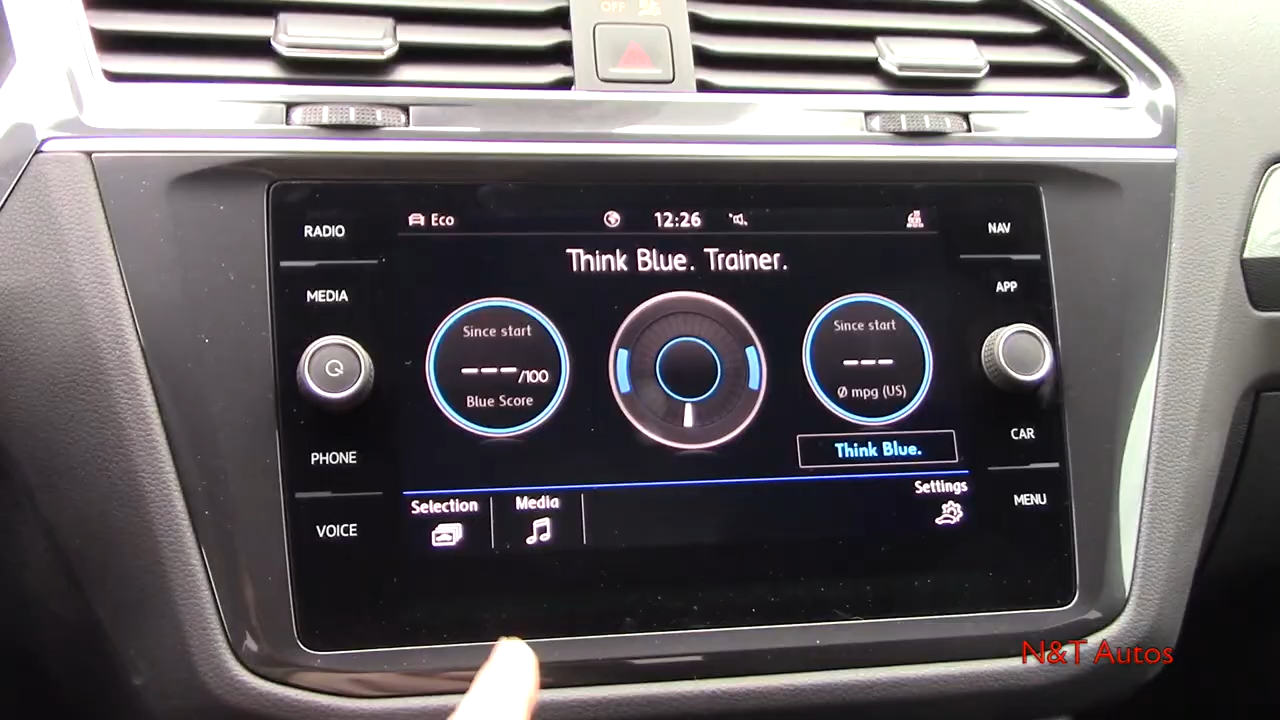 OFF
RADIO
MEDIA
PHONE
VOICE
Eco
12:26
Think Blue. Trainer.
Since start
---/100
Blue Score
Since start
---
Ø mpg (US)
Think Blue.
Selection
Media
Settings
NAV
APP
CAR
MENU
N&T Autos